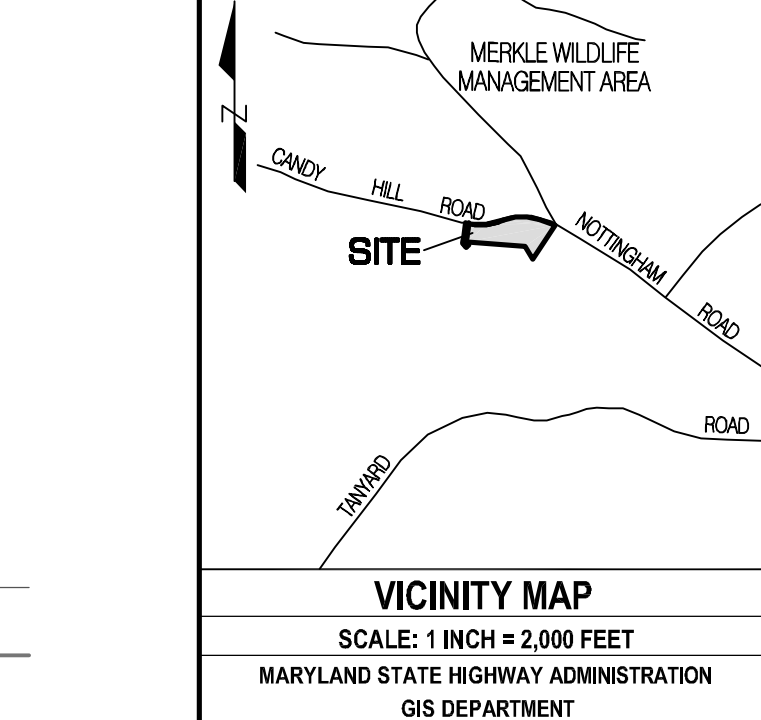 MERKLE WILDLIFE
MANAGEMENT AREA
N
CANDY HILL ROAD
SITE
NOTTINGHAM ROAD
TANYARD ROAD
VICINITY MAP
SCALE: 1 INCH = 2,000 FEET
MARYLAND STATE HIGHWAY ADMINISTRATION
GIS DEPARTMENT